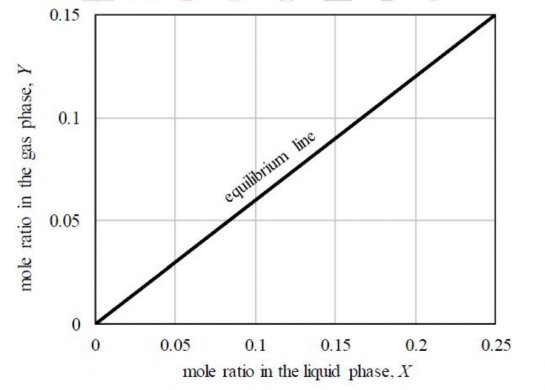 0.15
0.1
0.05
0
mole ratio in the gas phase, Y
equilibrium line
0 0.05 0.1 0.15 0.2 0.25
mole ratio in the liquid phase, X